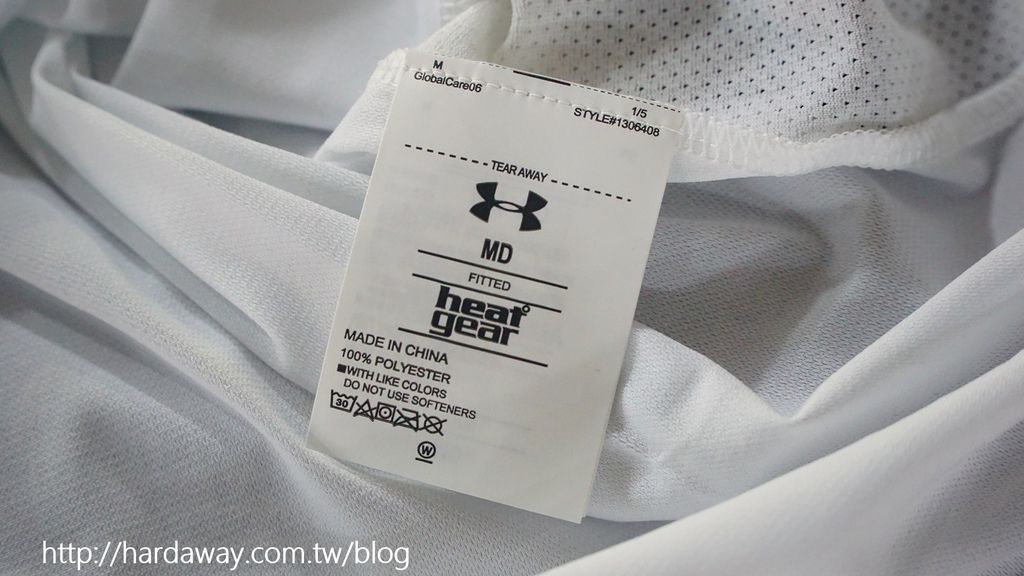 M
GlobalCare06
1/5
STYLE#1306408
TEAR AWAY
MD
FITTED
heat
gear
MADE IN CHINA
100% POLYESTER
■WITH LIKE COLORS
DO NOT USE SOFTENERS
30
W
http://hardaway.com.tw/blog